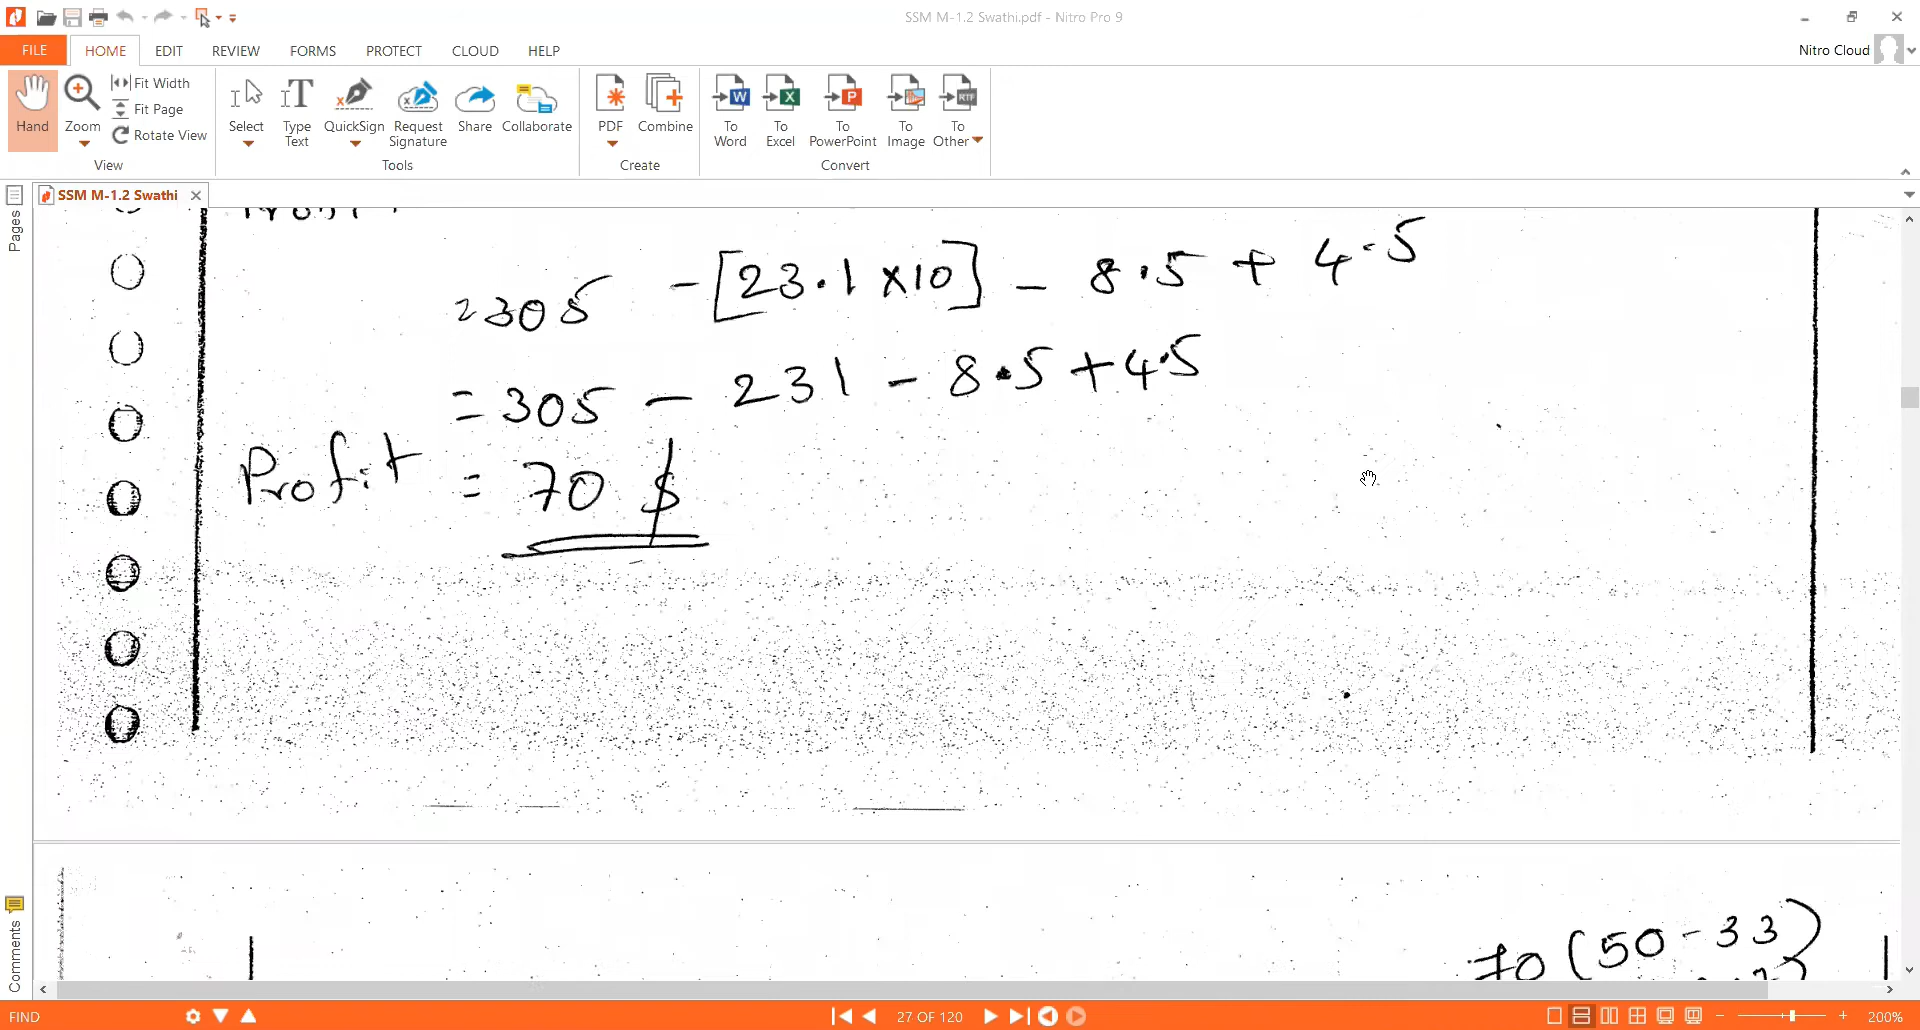 SSM M-1.2 Swathi.pdf - Nitro Pro 9
FILE HOME EDIT REVIEW FORMS PROTECT CLOUD HELP
Nitro Cloud
Hand
Zoom
Fit Width
Fit Page
Rotate View
View
Select
Type Text
QuickSign
Request Signature
Share
Collaborate
Tools
PDF
Combine
Create
To Word
To Excel
To PowerPoint
To Image
To Other
Convert
Pages
SSM M-1.2 Swathi
= 305 - [23.1 x10] - 8.5 + 4.5
= 305 - 231 - 8.5 + 4.5
Profit = 70 $
70 (50-33)
Comments
FIND
27 OF 120
200%